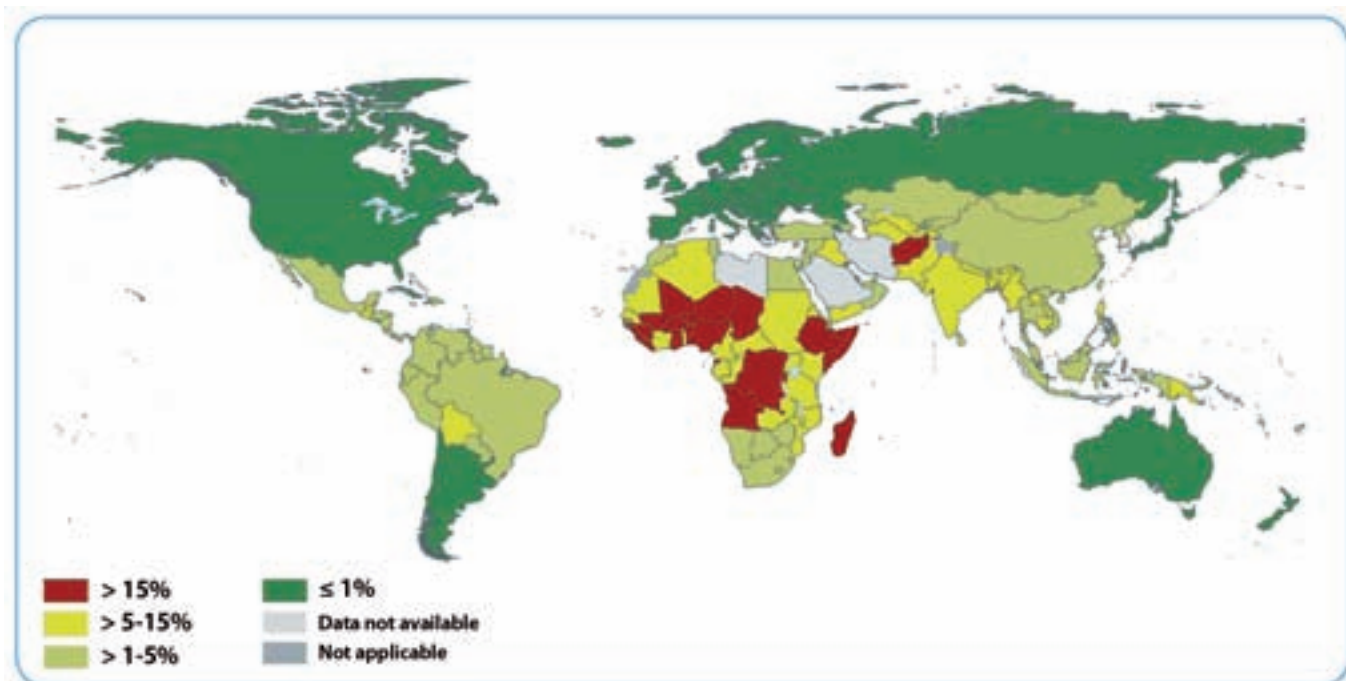 > 15%
> 5-15%
> 1-5%
≤ 1%
Data not available
Not applicable